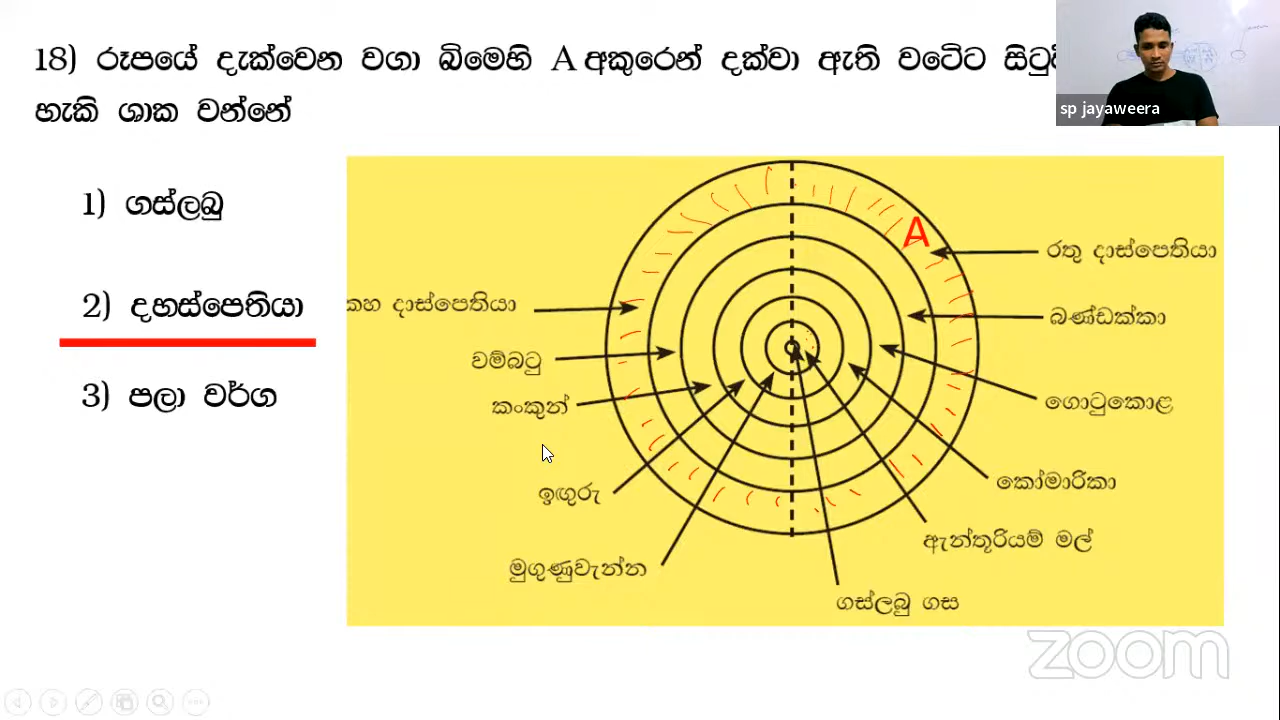 18) රූපයේ දැක්වෙන වගා බිමෙහි A අකුරෙන් දක්වා ඇති වටේට
හැකි ශාක වන්නේ
sp jayaweera
1) ගස්ලබු
2) දහස්පෙතියා
3) පලා වර්ග
A
රතු දාස්පෙතියා
කහ දාස්පෙතියා
බණ්ඩක්කා
වම්බටු
ගොටුකොළ
කංකුන්
කෝමාරිකා
ඉඟුරු
ඇන්තූරියම් මල්
මුගුණුවැන්න
ගස්ලබු ගස
zoom